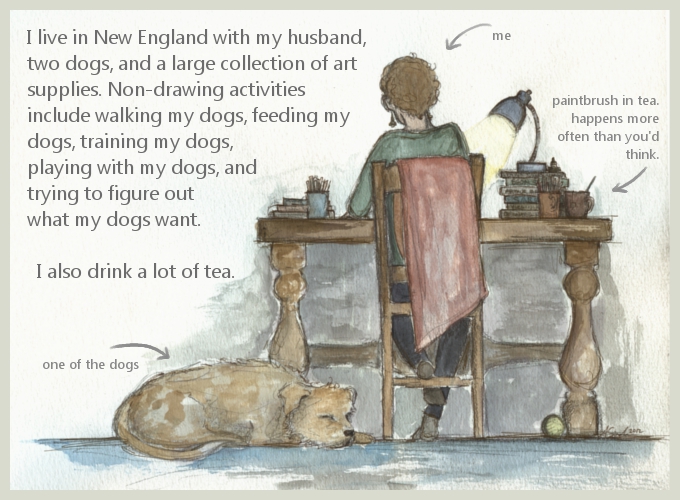 I live in New England with my husband,
two dogs, and a large collection of art
supplies. Non-drawing activities
include walking my dogs, feeding my
dogs, training my dogs,
playing with my dogs, and
trying to figure out
what my dogs want.
I also drink a lot of tea.
me
paintbrush in tea.
happens more
often than you'd
think.
one of the dogs